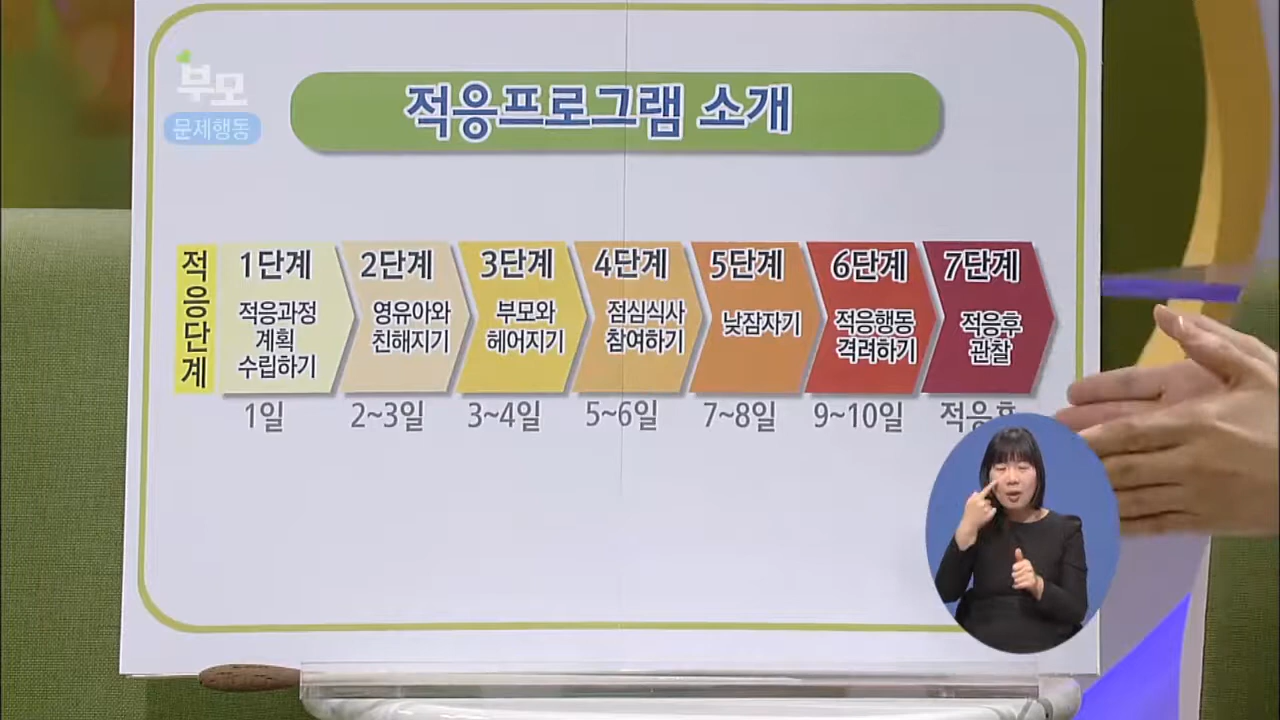 부모
문제행동
적응프로그램 소개
적응단계
1단계
적응과정
계획
수립하기
1일
2단계
영유아와
친해지기
2~3일
3단계
부모와
헤어지기
3~4일
4단계
점심식사
참여하기
5~6일
5단계
낮잠자기
7~8일
6단계
적응행동
격려하기
9~10일
7단계
적응후
관찰
적응후